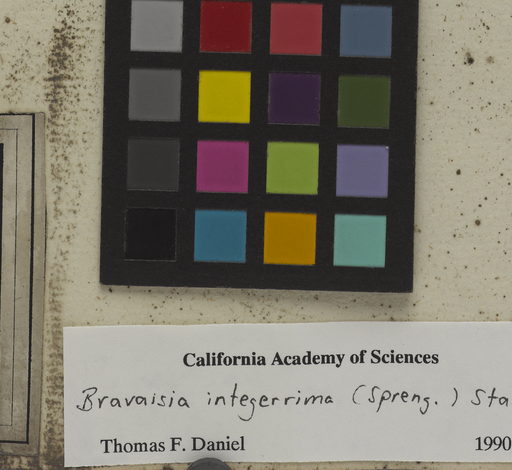 California Academy of Sciences
Bravaisia integerrima (Spreng.) Sta
Thomas F. Daniel 1990